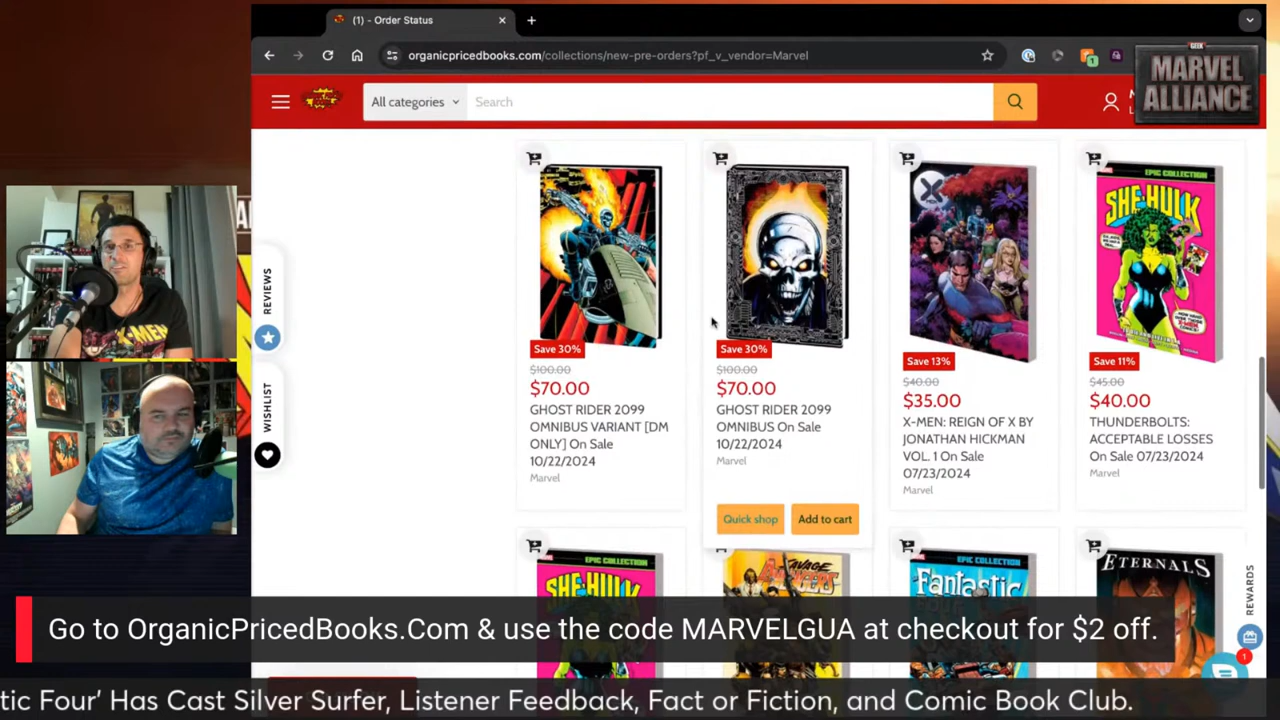 (1) - Order Status
organicpricedbooks.com/collections/new-pre-orders?pf_v_vendor=Marvel
GEEK
MARVEL
ALLIANCE
All categories
Search
REVIEWS
WISHLIST
EPIC COLLECTION
SHE-HULK
Save 30%
$100.00
$70.00
GHOST RIDER 2099
OMNIBUS VARIANT [DM
ONLY] On Sale
10/22/2024
Marvel
Save 30%
$100.00
$70.00
GHOST RIDER 2099
OMNIBUS On Sale
10/22/2024
Marvel
Quick shop
Add to cart
Save 13%
$40.00
$35.00
X-MEN: REIGN OF X BY
JONATHAN HICKMAN
VOL. 1 On Sale
07/23/2024
Marvel
Save 11%
$45.00
$40.00
THUNDERBOLTS:
ACCEPTABLE LOSSES
On Sale 07/23/2024
Marvel
X-MEN
EPIC COLLECTION
SHE-HULK
SAVAGE
AVENGERS
EPIC COLLECTION
Fantastic
ETERNALS
REWARDS
1
1
Go to OrganicPricedBooks.Com & use the code MARVELGUA at checkout for $2 off.
tic Four' Has Cast Silver Surfer, Listener Feedback, Fact or Fiction, and Comic Book Club.